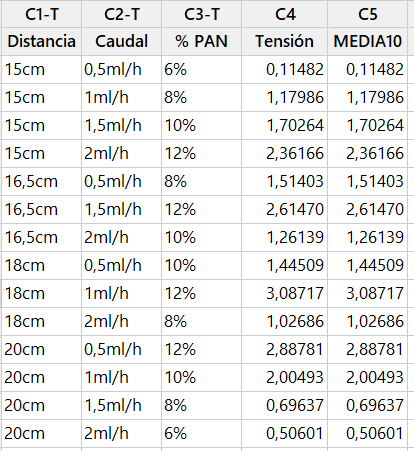 C1-T C2-T C3-T C4 C5
Distancia Caudal % PAN Tensión MEDIA10
15cm 0,5ml/h 6% 0,11482 0,11482
15cm 1ml/h 8% 1,17986 1,17986
15cm 1,5ml/h 10% 1,70264 1,70264
15cm 2ml/h 12% 2,36166 2,36166
16,5cm 0,5ml/h 8% 1,51403 1,51403
16,5cm 1,5ml/h 12% 2,61470 2,61470
16,5cm 2ml/h 10% 1,26139 1,26139
18cm 0,5ml/h 10% 1,44509 1,44509
18cm 1ml/h 12% 3,08717 3,08717
18cm 2ml/h 8% 1,02686 1,02686
20cm 0,5ml/h 12% 2,88781 2,88781
20cm 1ml/h 10% 2,00493 2,00493
20cm 1,5ml/h 8% 0,69637 0,69637
20cm 2ml/h 6% 0,50601 0,50601